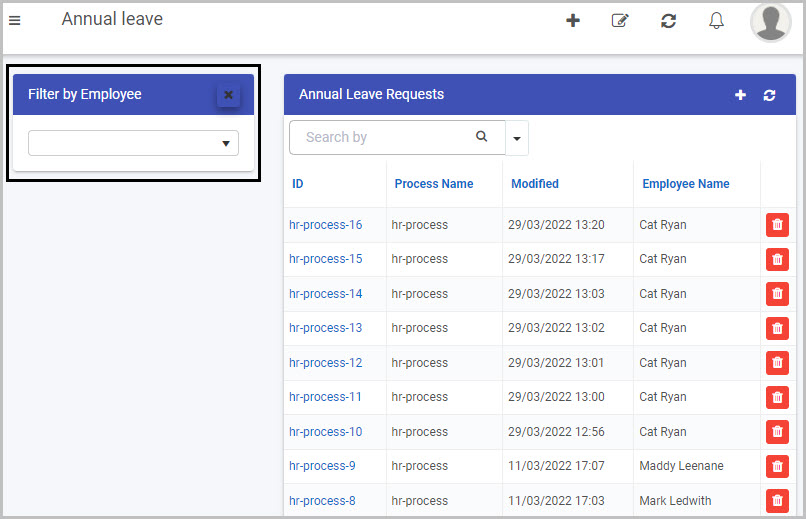 Annual leave
Filter by Employee
Annual Leave Requests
Search by
ID Process Name Modified Employee Name
hr-process-16 hr-process 29/03/2022 13:20 Cat Ryan
hr-process-15 hr-process 29/03/2022 13:17 Cat Ryan
hr-process-14 hr-process 29/03/2022 13:03 Cat Ryan
hr-process-13 hr-process 29/03/2022 13:02 Cat Ryan
hr-process-12 hr-process 29/03/2022 13:01 Cat Ryan
hr-process-11 hr-process 29/03/2022 13:00 Cat Ryan
hr-process-10 hr-process 29/03/2022 12:56 Cat Ryan
hr-process-9 hr-process 11/03/2022 17:07 Maddy Leenane
hr-process-8 hr-process 11/03/2022 17:03 Mark Ledwith